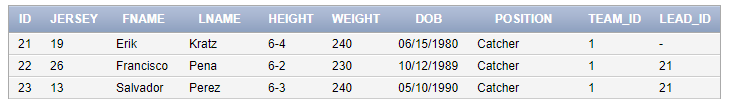 ID JERSEY FNAME LNAME HEIGHT WEIGHT DOB POSITION TEAM_ID LEAD_ID
21 19 Erik Kratz 6-4 240 06/15/1980 Catcher 1 -
22 26 Francisco Pena 6-2 230 10/12/1989 Catcher 1 21
23 13 Salvador Perez 6-3 240 05/10/1990 Catcher 1 21